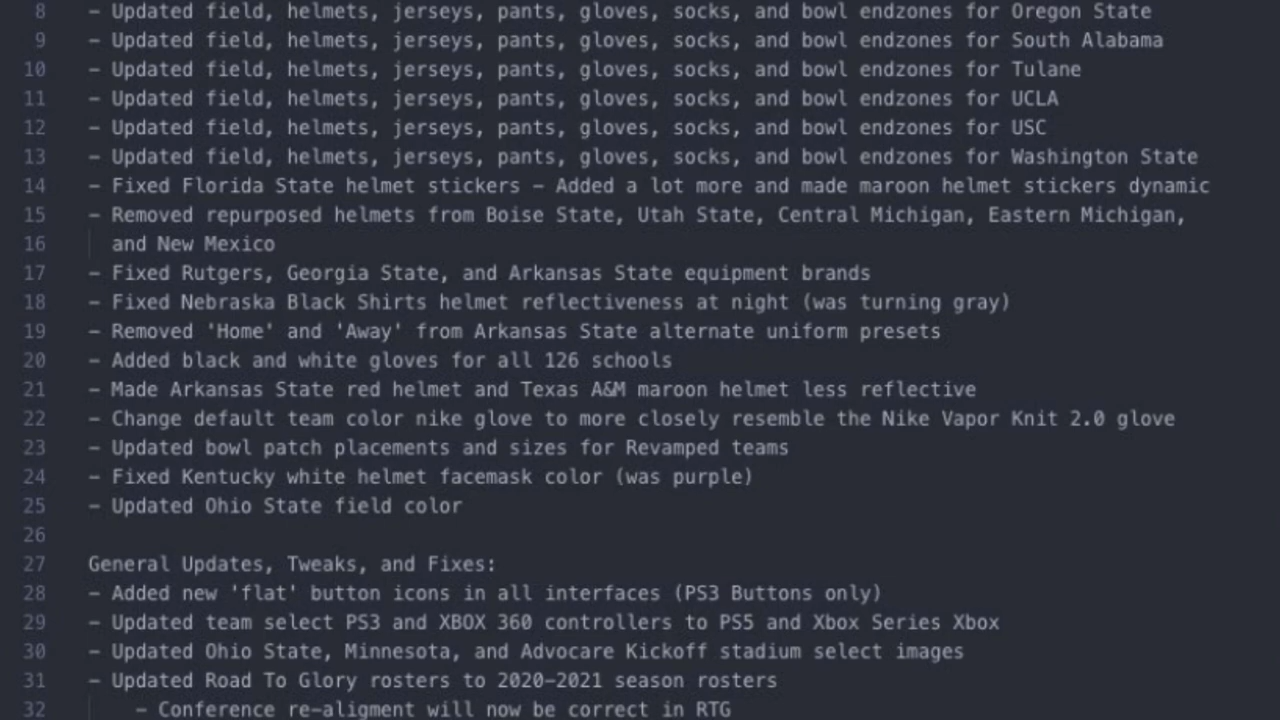 8 - Updated field, helmets, jerseys, pants, gloves, socks, and bowl endzones for Oregon State
9 - Updated field, helmets, jerseys, pants, gloves, socks, and bowl endzones for South Alabama
10 - Updated field, helmets, jerseys, pants, gloves, socks, and bowl endzones for Tulane
11 - Updated field, helmets, jerseys, pants, gloves, socks, and bowl endzones for UCLA
12 - Updated field, helmets, jerseys, pants, gloves, socks, and bowl endzones for USC
13 - Updated field, helmets, jerseys, pants, gloves, socks, and bowl endzones for Washington State
14 - Fixed Florida State helmet stickers - Added a lot more and made maroon helmet stickers dynamic
15 - Removed repurposed helmets from Boise State, Utah State, Central Michigan, Eastern Michigan,
16 and New Mexico
17 - Fixed Rutgers, Georgia State, and Arkansas State equipment brands
18 - Fixed Nebraska Black Shirts helmet reflectiveness at night (was turning gray)
19 - Removed 'Home' and 'Away' from Arkansas State alternate uniform presets
20 - Added black and white gloves for all 126 schools
21 - Made Arkansas State red helmet and Texas A&M maroon helmet less reflective
22 - Change default team color nike glove to more closely resemble the Nike Vapor Knit 2.0 glove
23 - Updated bowl patch placements and sizes for Revamped teams
24 - Fixed Kentucky white helmet facemask color (was purple)
25 - Updated Ohio State field color
26
27 General Updates, Tweaks, and Fixes:
28 - Added new 'flat' button icons in all interfaces (PS3 Buttons only)
29 - Updated team select PS3 and XBOX 360 controllers to PS5 and Xbox Series Xbox
30 - Updated Ohio State, Minnesota, and Advocare Kickoff stadium select images
31 - Updated Road To Glory rosters to 2020-2021 season rosters
32 - Conference re-aligment will now be correct in RTG